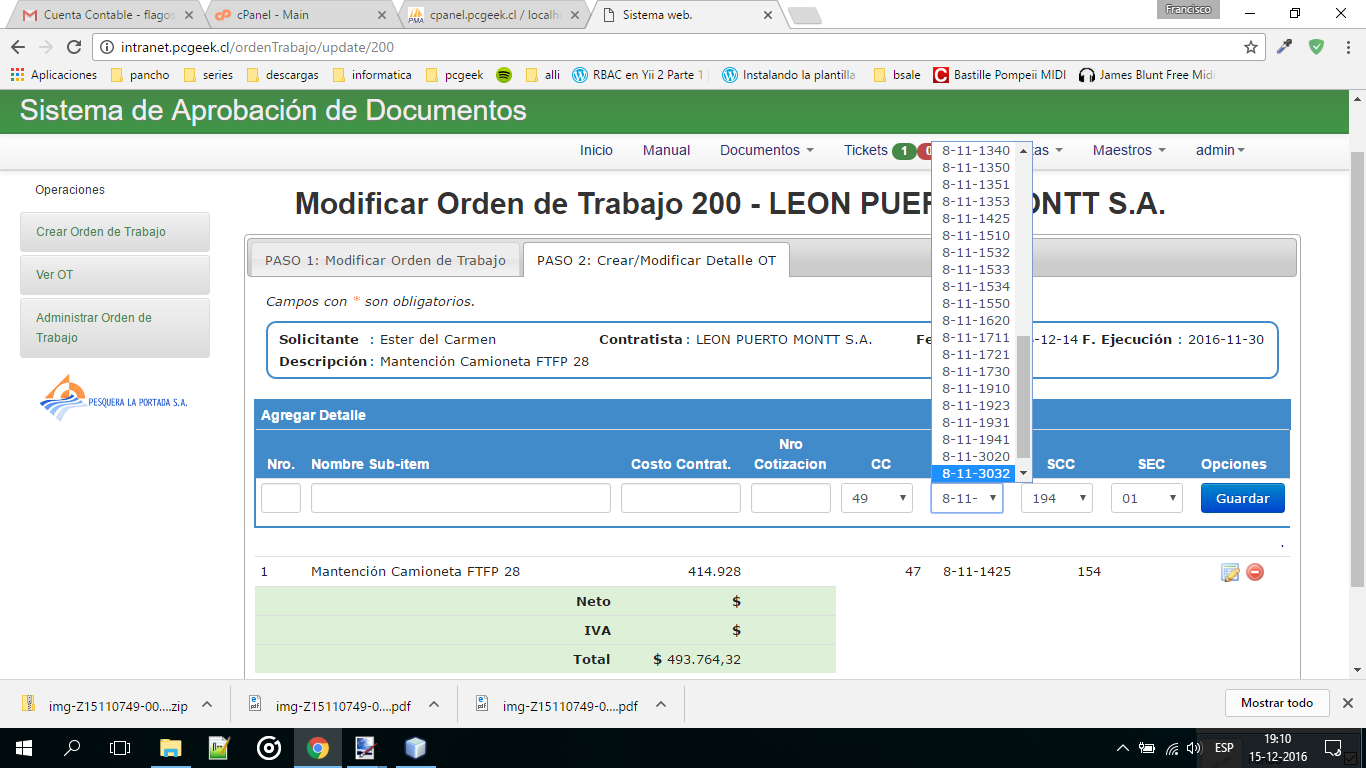 Cuenta Contable - flagos
cPanel - Main
cpanel.pcgeek.cl / localh
Sistema web.
Francisco
intranet.pcgeek.cl/ordenTrabajo/update/200
Aplicaciones pancho series descargas informatica pcgeek alli RBAC en Yii 2 Parte 1 Instalando la plantilla bsale Bastille Pompeii MIDI James Blunt Free Mid
Sistema de Aprobación de Documentos
Inicio Manual Documentos Tickets 1 0 as Maestros admin
Operaciones
Crear Orden de Trabajo
Ver OT
Administrar Orden de
Trabajo
PESQUERA LA PORTADA S.A.
Modificar Orden de Trabajo 200 - LEON PUER ONTT S.A.
PASO 1: Modificar Orden de Trabajo PASO 2: Crear/Modificar Detalle OT
Campos con * son obligatorios.
Solicitante : Ester del Carmen Contratista : LEON PUERTO MONTT S.A. Fe -12-14 F. Ejecución : 2016-11-30
Descripción : Mantención Camioneta FTFP 28
8-11-1340
8-11-1350
8-11-1351
8-11-1353
8-11-1425
8-11-1510
8-11-1532
8-11-1533
8-11-1534
8-11-1550
8-11-1620
8-11-1711
8-11-1721
8-11-1730
8-11-1910
8-11-1923
8-11-1931
8-11-1941
8-11-3020
8-11-3032
Agregar Detalle
Nro. Nombre Sub-item Costo Contrat. Nro Cotizacion CC SCC SEC Opciones
49 8-11- 194 01 Guardar
.
1 Mantención Camioneta FTFP 28 414.928 47 8-11-1425 154
Neto $
IVA $
Total $ 493.764,32
img-Z15110749-00....zip img-Z15110749-0....pdf img-Z15110749-0....pdf Mostrar todo
ESP
19:10
15-12-2016